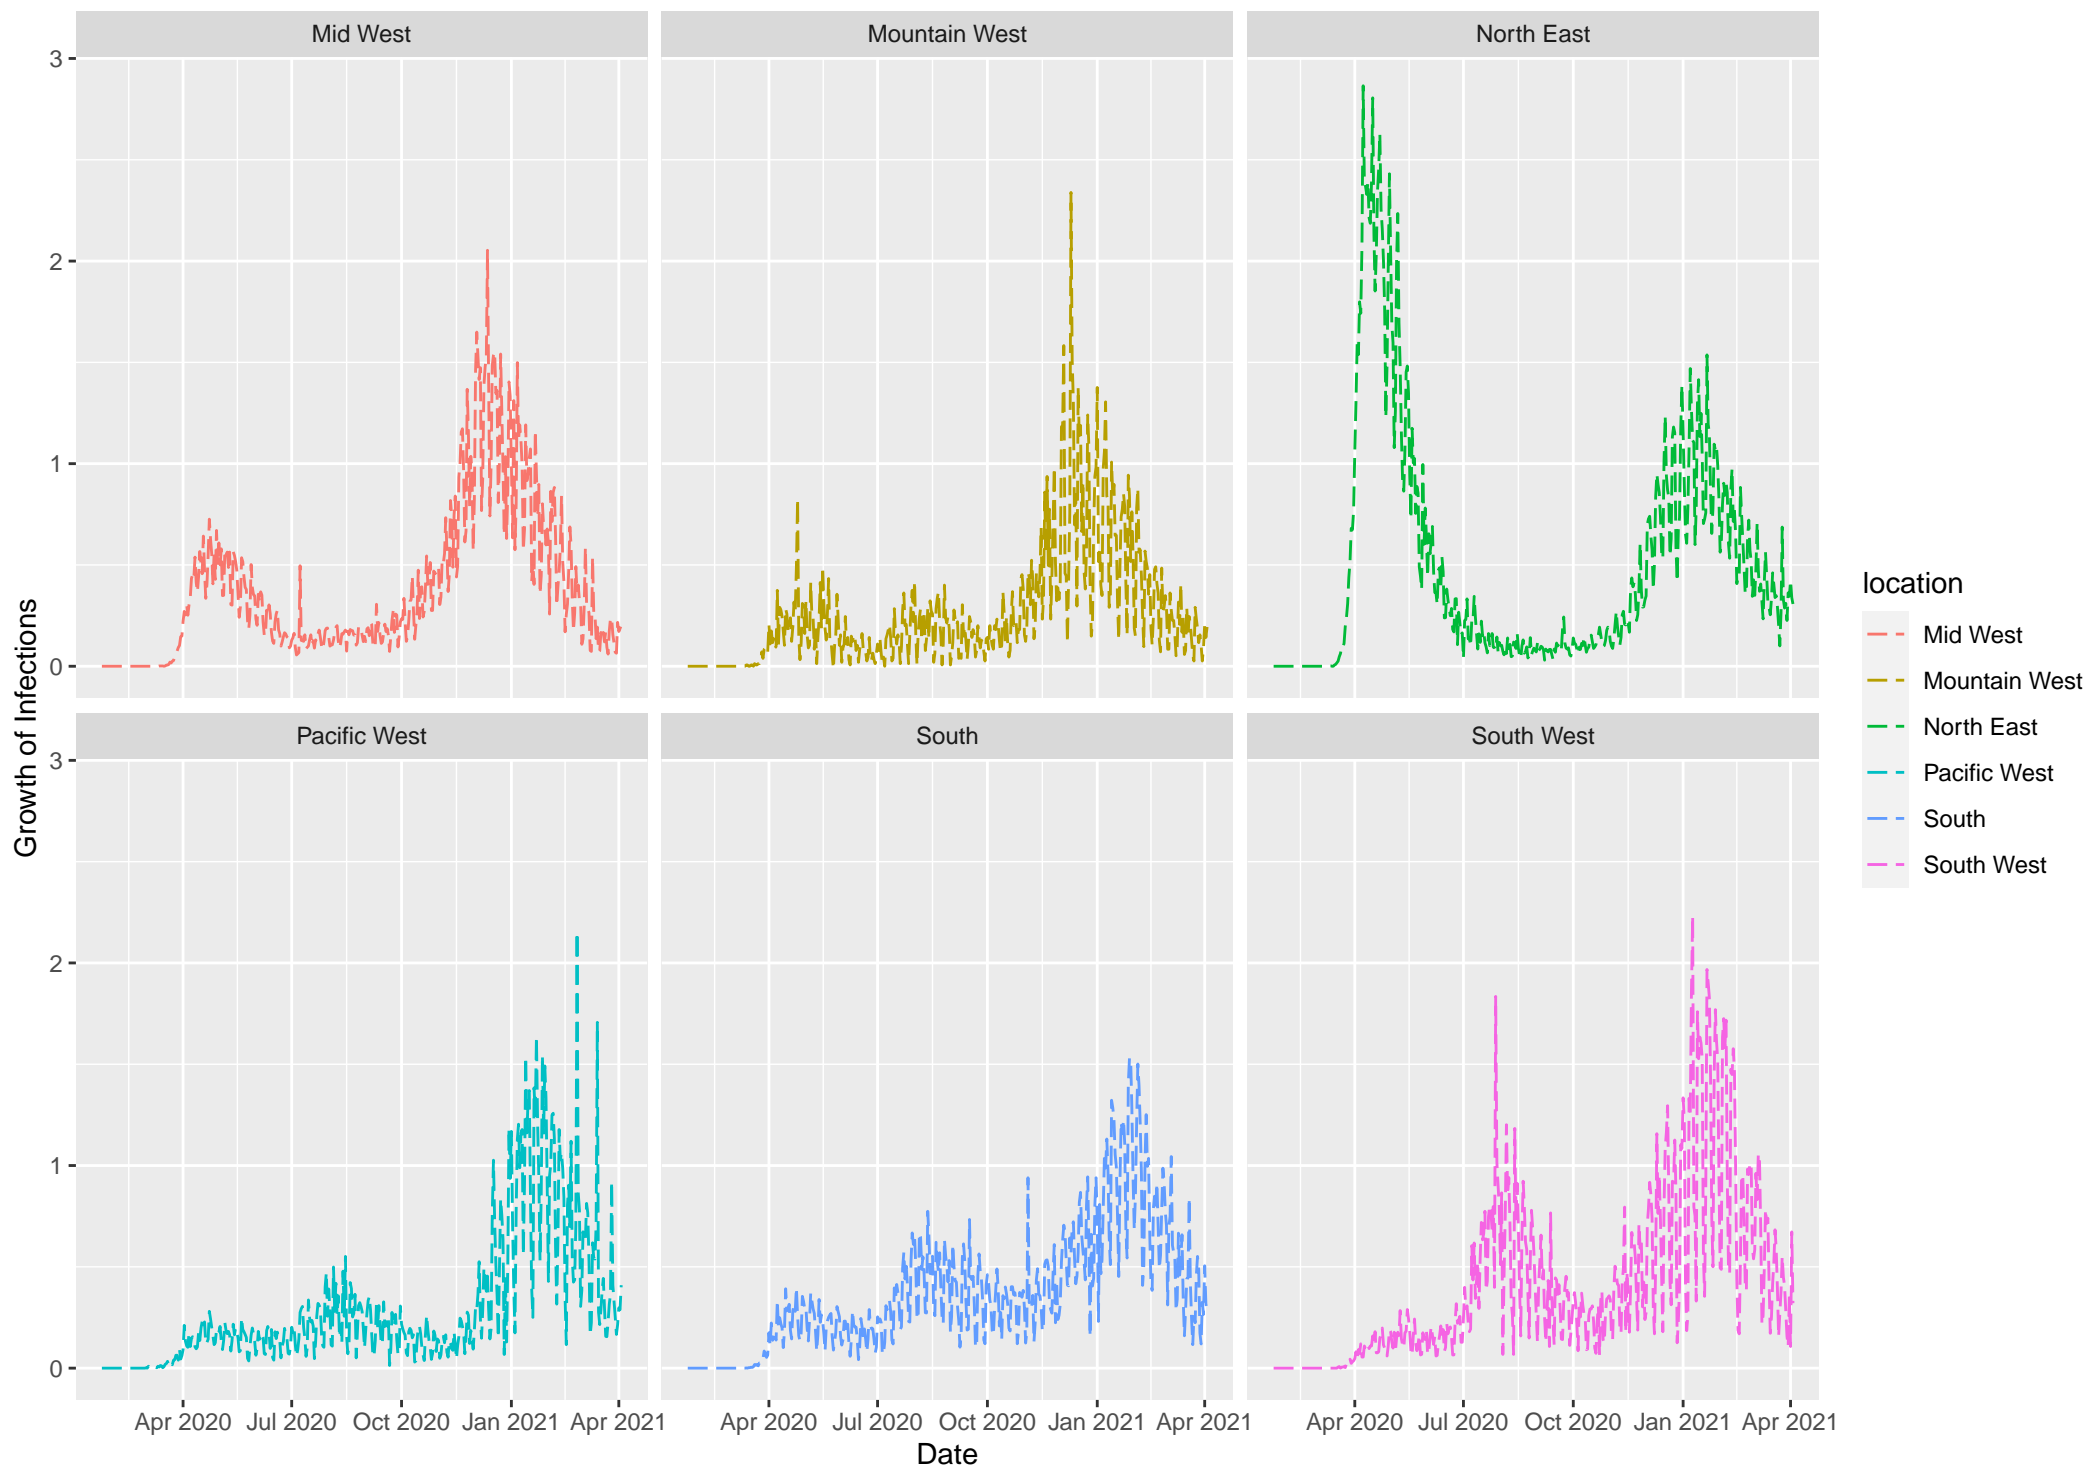 Mid West
Mountain West
North East
3
2
1
0
Pacific West
South
South West
3
2
1
0
Apr 2020 Jul 2020 Oct 2020 Jan 2021 Apr 2021
Apr 2020 Jul 2020 Oct 2020 Jan 2021 Apr 2021
Apr 2020 Jul 2020 Oct 2020 Jan 2021 Apr 2021
Date
Growth of Infections
location
Mid West
Mountain West
North East
Pacific West
South
South West